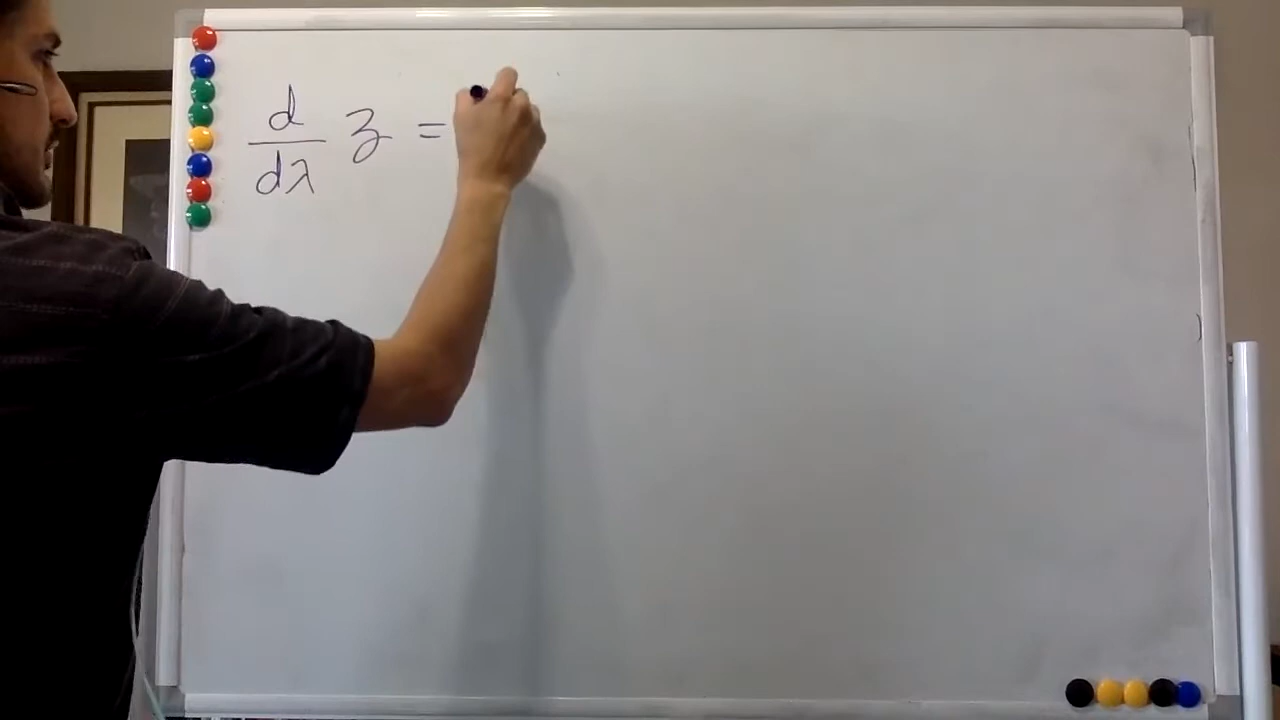 d/dλ z =